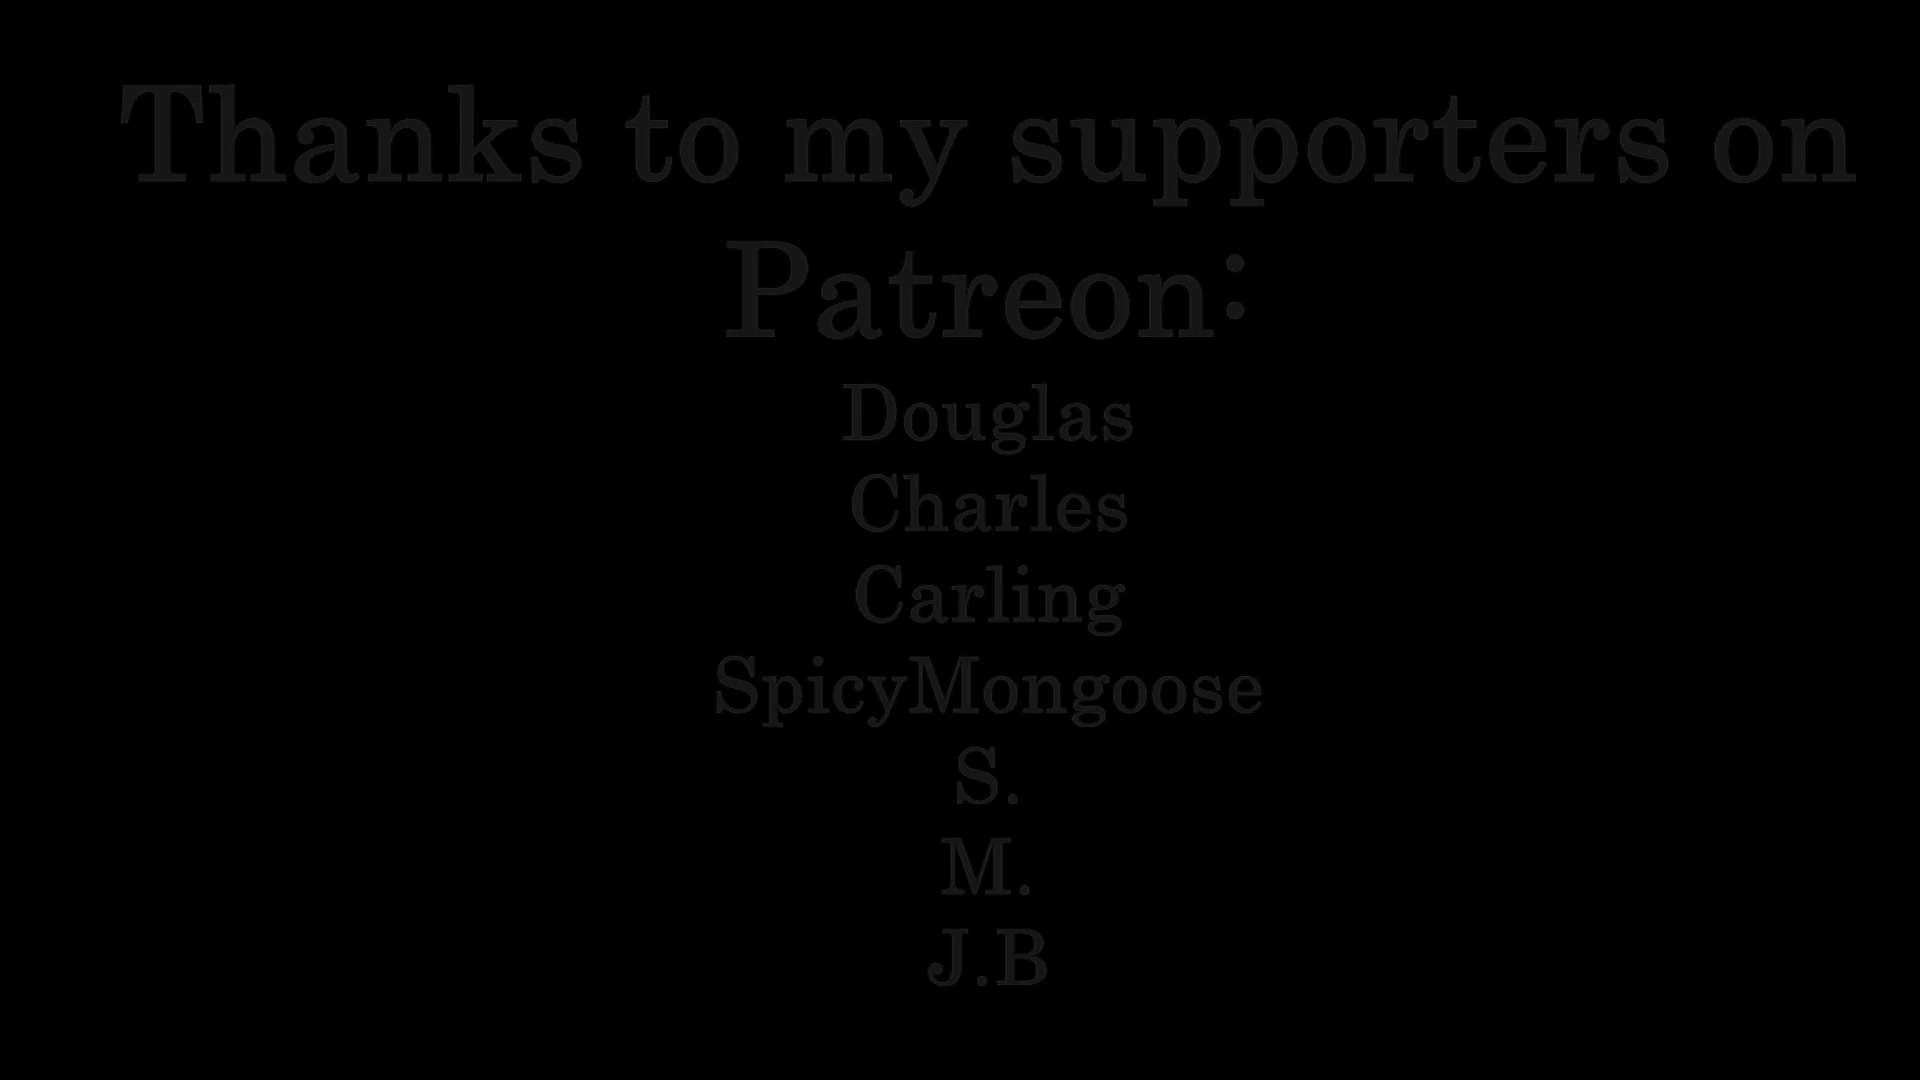 Thanks to my supporters on
Patreon:
Douglas
Charles
Carling
SpicyMongoose
S.
M.
J.B